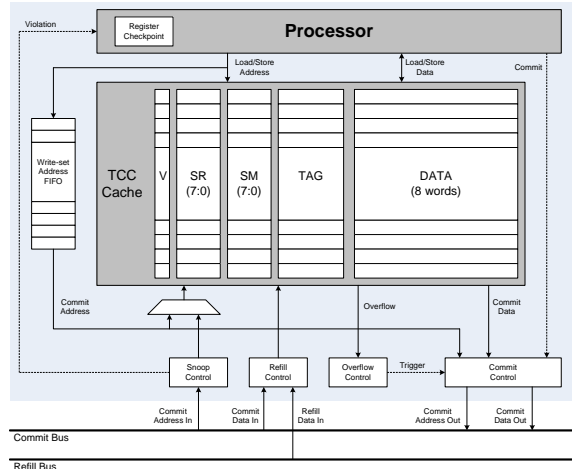 Violation
Register
Checkpoint
Processor
Load/Store
Address
Load/Store
Data
Commit
Write-set
Address
FIFO
TCC
Cache
V
SR
(7:0)
SM
(7:0)
TAG
DATA
(8 words)
Commit
Address
Overflow
Commit
Data
Snoop
Control
Refill
Control
Overflow
Control
Trigger
Commit
Control
Commit
Address In
Commit
Data In
Refill
Data In
Commit
Address Out
Commit
Data Out
Commit Bus
Refill Bus